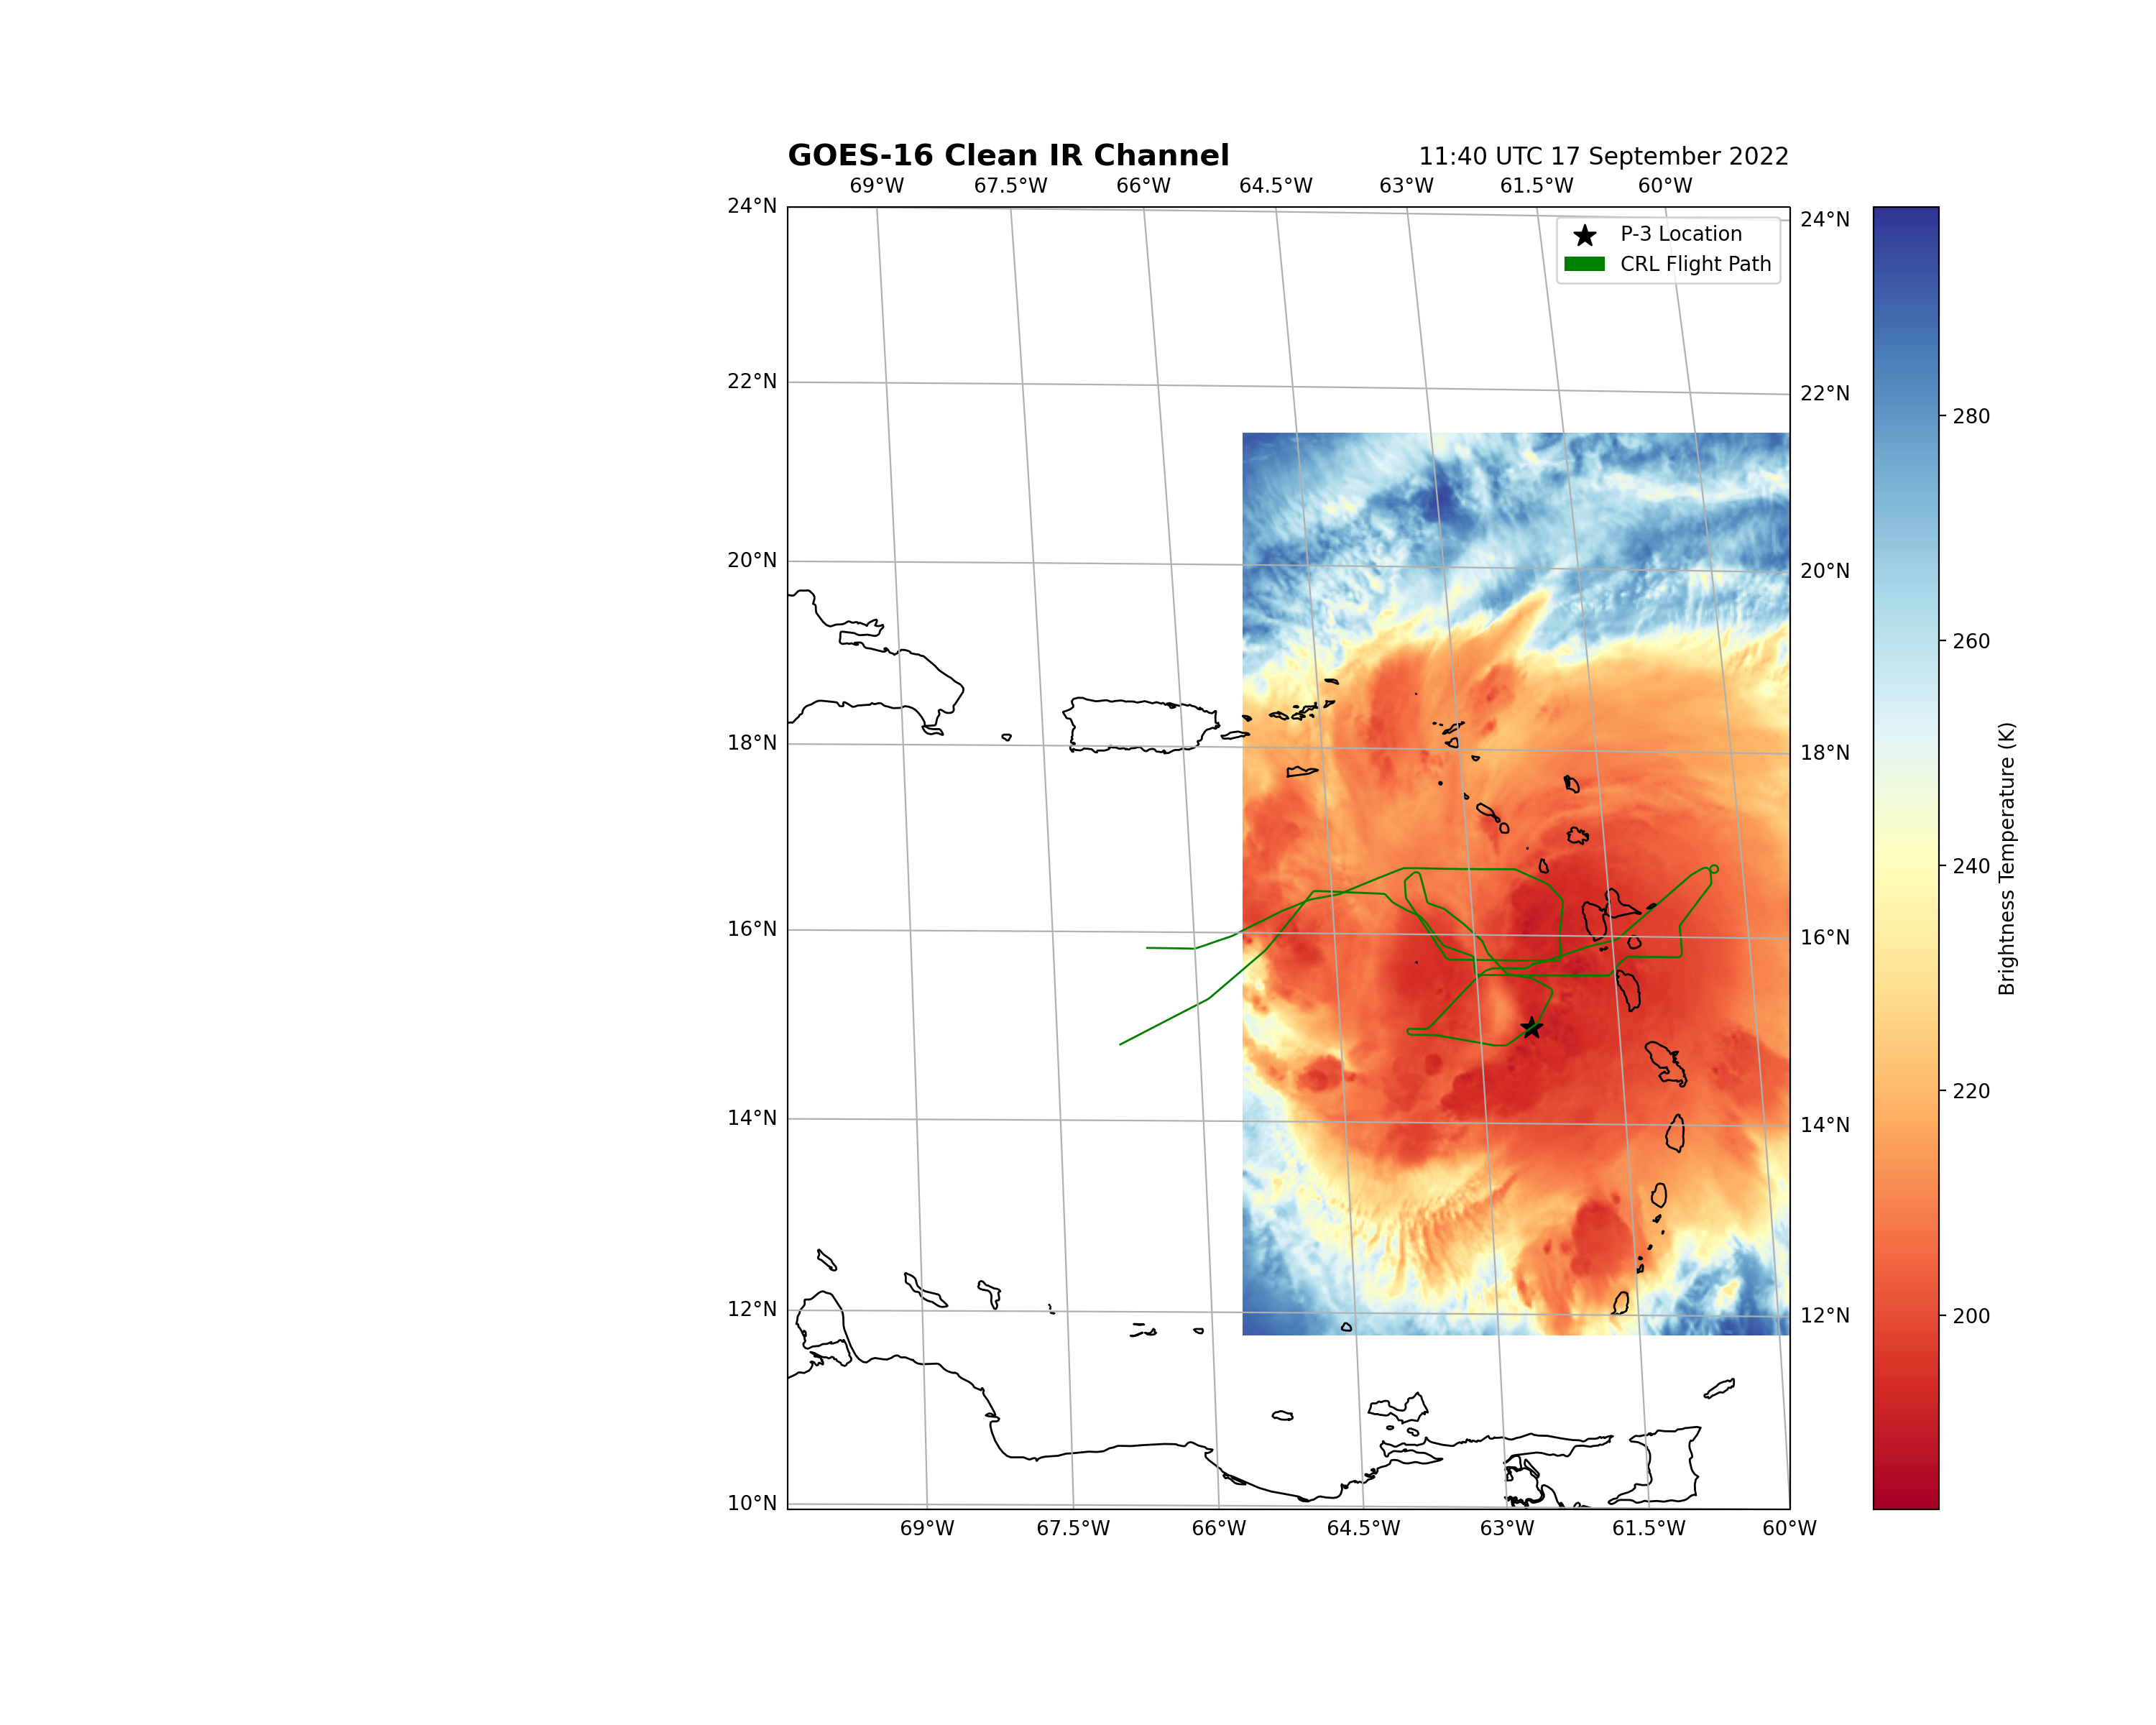 GOES-16 Clean IR Channel
11:40 UTC 17 September 2022
69°W 67.5°W 66°W 64.5°W 63°W 61.5°W 60°W
24°N 24°N
P-3 Location
CRL Flight Path
22°N 22°N
280
20°N 20°N
260
18°N 18°N
Brightness Temperature (K)
240
16°N 16°N
220
14°N 14°N
12°N 12°N
200
10°N
69°W 67.5°W 66°W 64.5°W 63°W 61.5°W 60°W